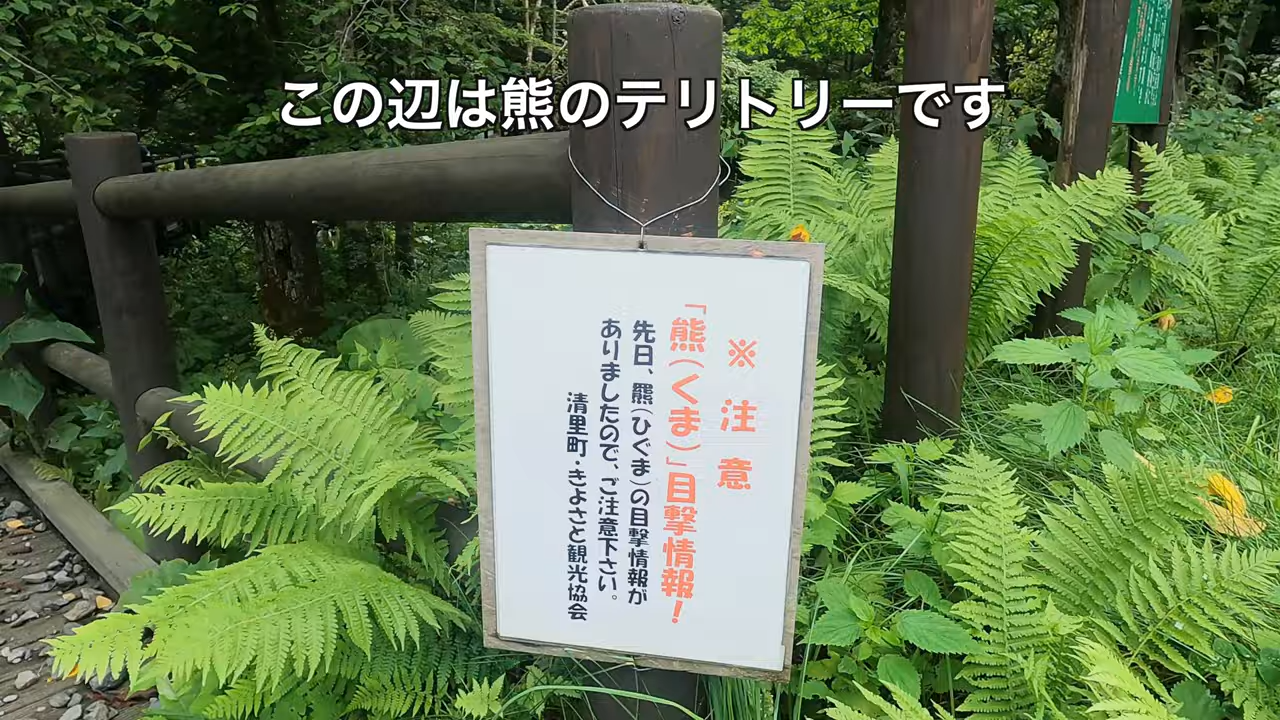 この辺は熊のテリトリーです
※注意
「熊(くま)」目撃情報!
先日、羆(ひぐま)の目撃情報が
ありましたので、ご注意下さい。
清里町・きよさと観光協会